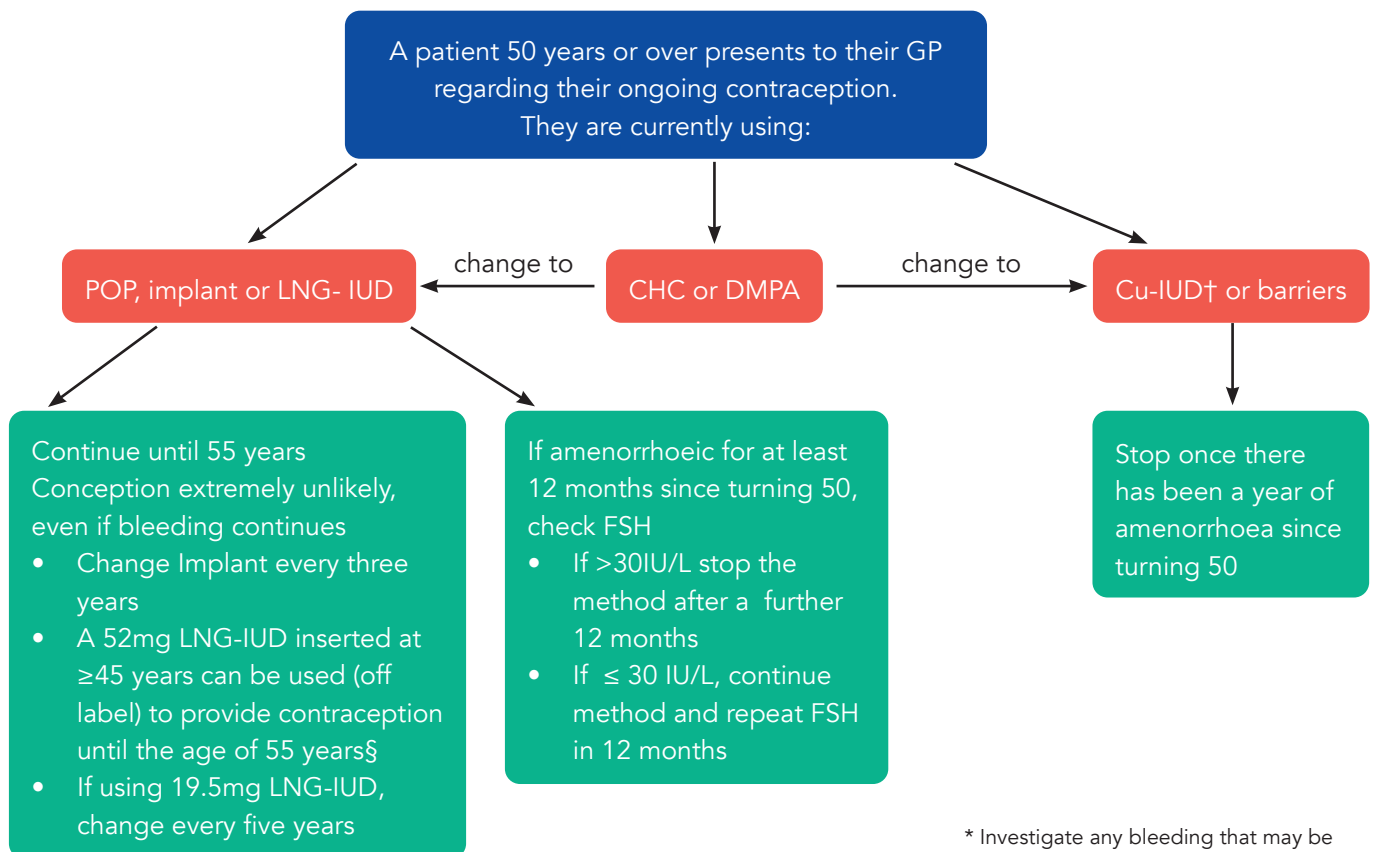 A patient 50 years or over presents to their GP
regarding their ongoing contraception.
They are currently using:
POP, implant or LNG- IUD
change to
CHC or DMPA
change to
Cu-IUD† or barriers
Continue until 55 years
Conception extremely unlikely,
even if bleeding continues
• Change Implant every three
years
• A 52mg LNG-IUD inserted at
≥45 years can be used (off
label) to provide contraception
until the age of 55 years§
• If using 19.5mg LNG-IUD,
change every five years
If amenorrhoeic for at least
12 months since turning 50,
check FSH
• If >30IU/L stop the
method after a further
12 months
• If ≤ 30 IU/L, continue
method and repeat FSH
in 12 months
Stop once there
has been a year of
amenorrhoea since
turning 50
* Investigate any bleeding that may be